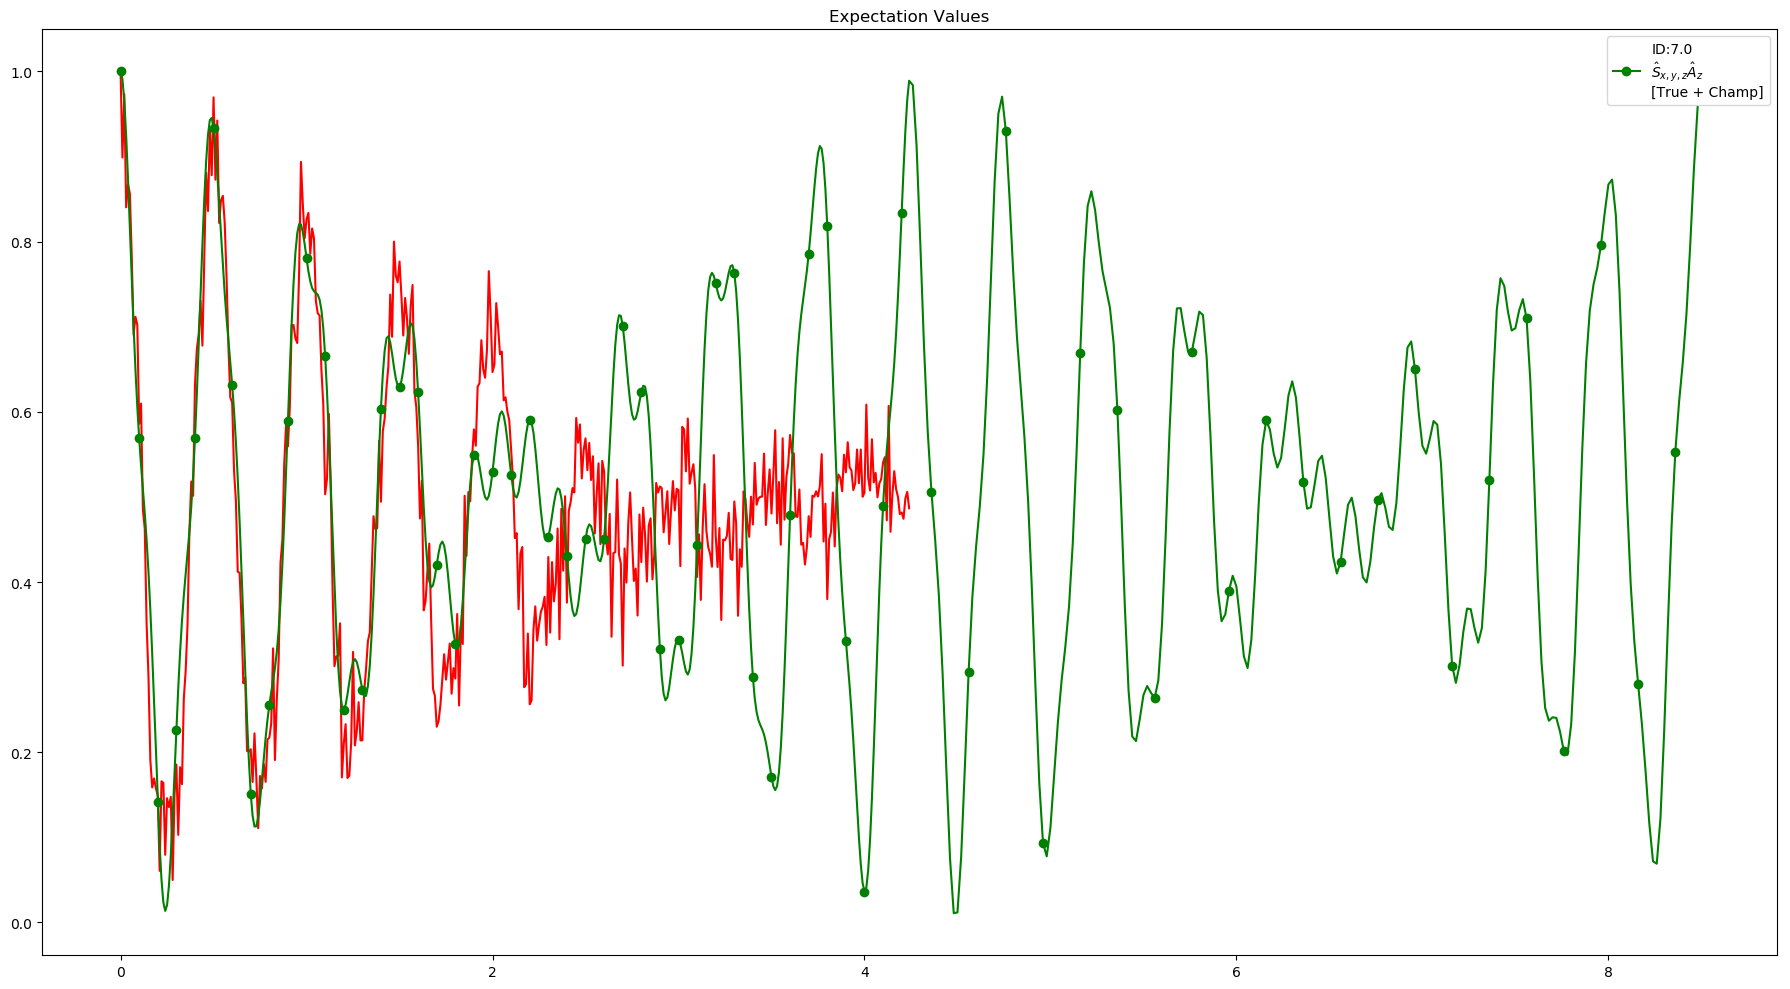 Expectation Values
ID:7.0
$\hat{S}_{x,y,z}\hat{A}_z$
[True + Champ]
1.0
0.8
0.6
0.4
0.2
0.0
0 2 4 6 8